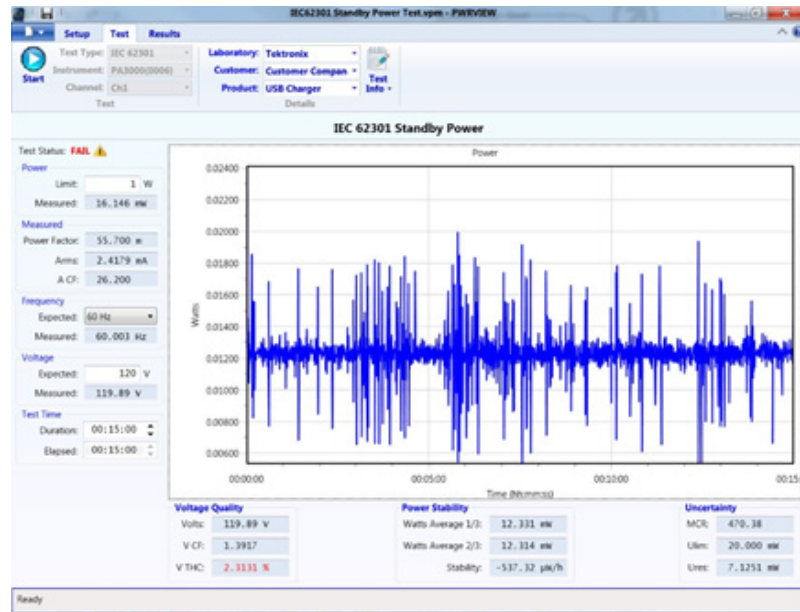 IEC62301 Standby Power Test.vpm - PWRVIEW
Setup Test Results
Start
Test Type: IEC 62301
Instrument: PA3000(0006)
Channel: Ch1
Test
Laboratory: Tektronix
Customer: Customer Compan
Product: USB Charger
Details
Test Info
IEC 62301 Standby Power
Test Status: FAIL
Power
Limit: 1 W
Measured: 16.146 mW
Measured
Power Factor: 55.700 m
Arms: 2.4179 mA
A CF: 26.200
Frequency
Expected: 60 Hz
Measured: 60.003 Hz
Voltage
Expected: 120 V
Measured: 119.89 V
Test Time
Duration: 00:15:00
Elapsed: 00:15:00
Power
Watts
0.02400
0.02200
0.02000
0.01800
0.01600
0.01400
0.01200
0.01000
0.00800
0.00600
00:00:00 00:05:00 00:10:00 00:15:
Time (hh:mm:ss)
Voltage Quality
Volts: 119.89 V
V CF: 1.3917
V THC: 2.3131 %
Power Stability
Watts Average 1/3: 12.331 mW
Watts Average 2/3: 12.314 mW
Stability: -537.32 µW/h
Uncertainty
MCR: 470.38
Ulim: 20.000 mW
Ures: 7.1251 mW
Ready